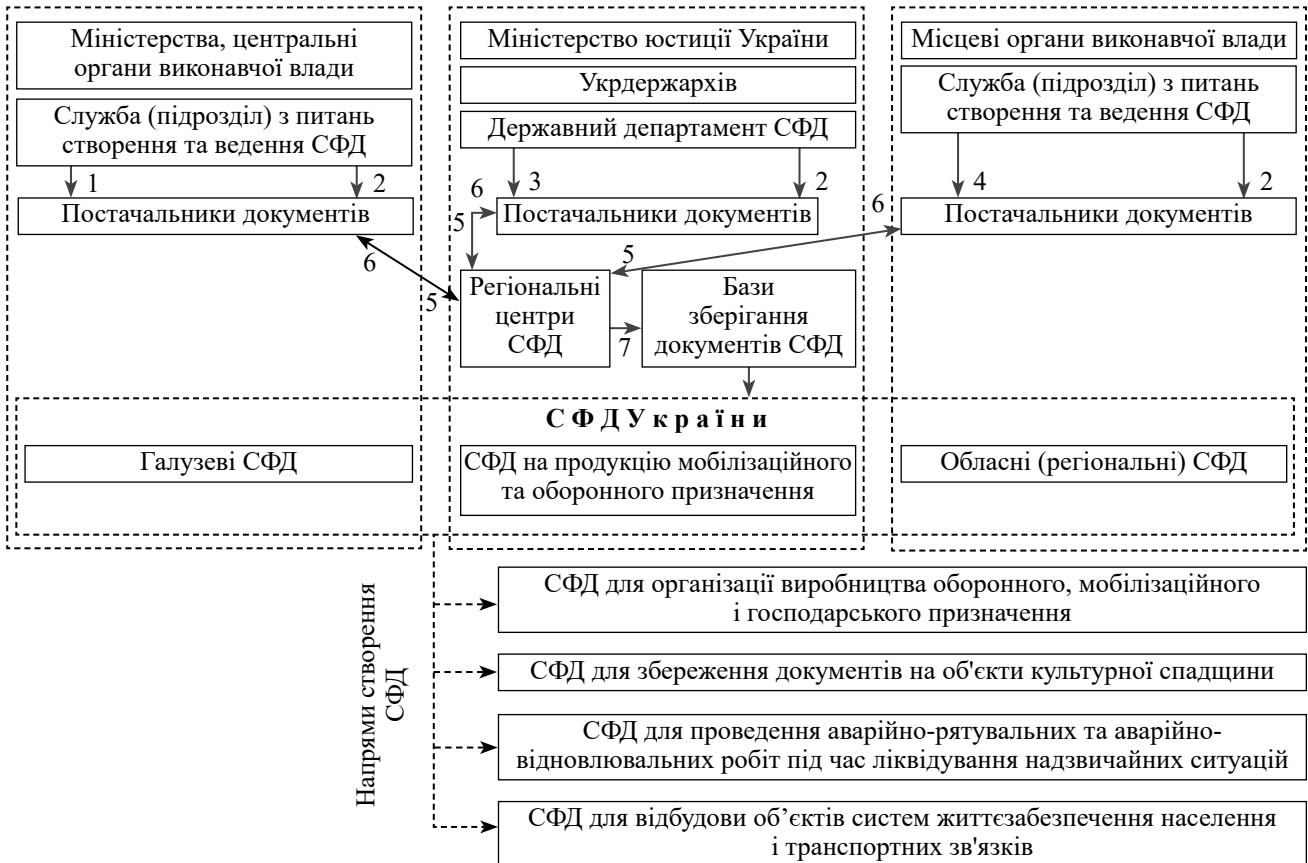 Міністерства, центральні
органи виконавчої влади
Служба (підрозділ) з питань
створення та ведення СФД
1
2
Постачальники документів
6
5
Міністерство юстиції України
Укрдержархів
Державний департамент СФД
3
2
6
5
Постачальники документів
5
Регіональні
центри
СФД
7
Бази
зберігання
документів СФД
Місцеві органи виконавчої влади
Служба (підрозділ) з питань
створення та ведення СФД
4
2
6
Постачальники документів
С Ф Д У к р а ї н и
Галузеві СФД
СФД на продукцію мобілізаційного
та оборонного призначення
Обласні (регіональні) СФД
Напрями створення
СФД
СФД для організації виробництва оборонного, мобілізаційного
і господарського призначення
СФД для збереження документів на об'єкти культурної спадщини
СФД для проведення аварійно-рятувальних та аварійно-
відновлювальних робіт під час ліквідування надзвичайних ситуацій
СФД для відбудови об’єктів систем життєзабезпечення населення
і транспортних зв'язків